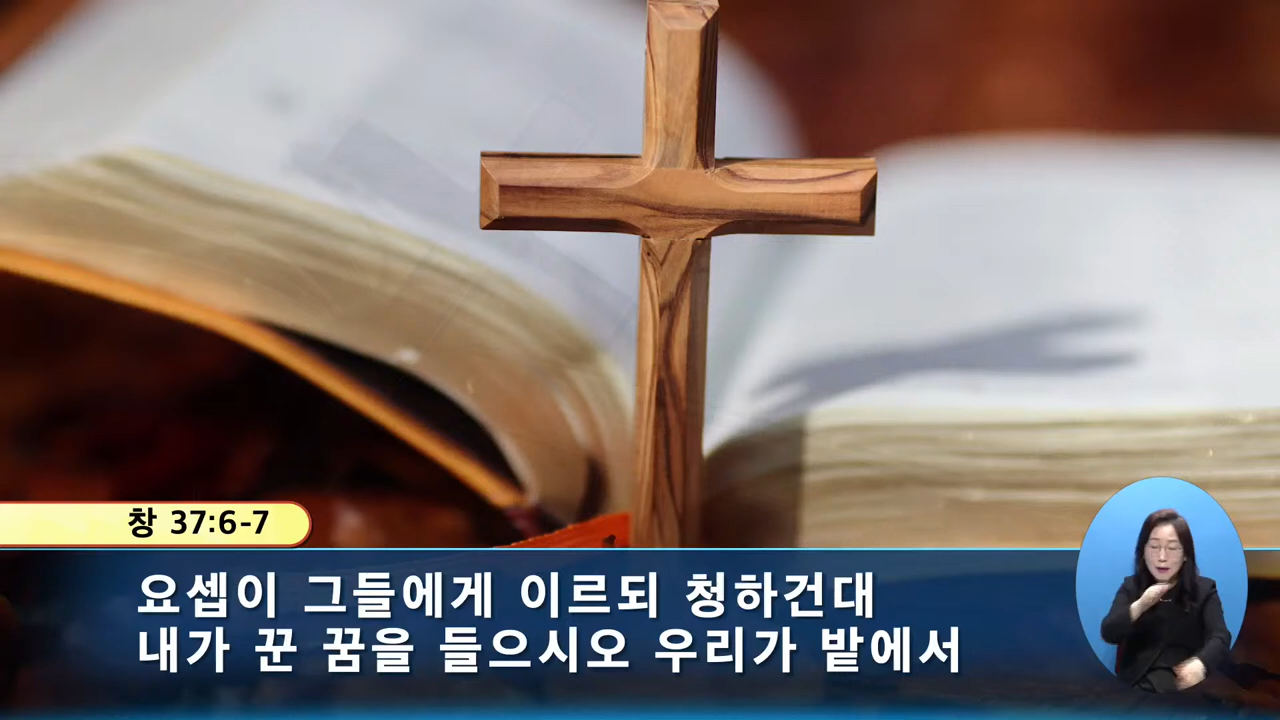 창 37:6-7
요셉이 그들에게 이르되 청하건대
내가 꾼 꿈을 들으시오 우리가 밭에서